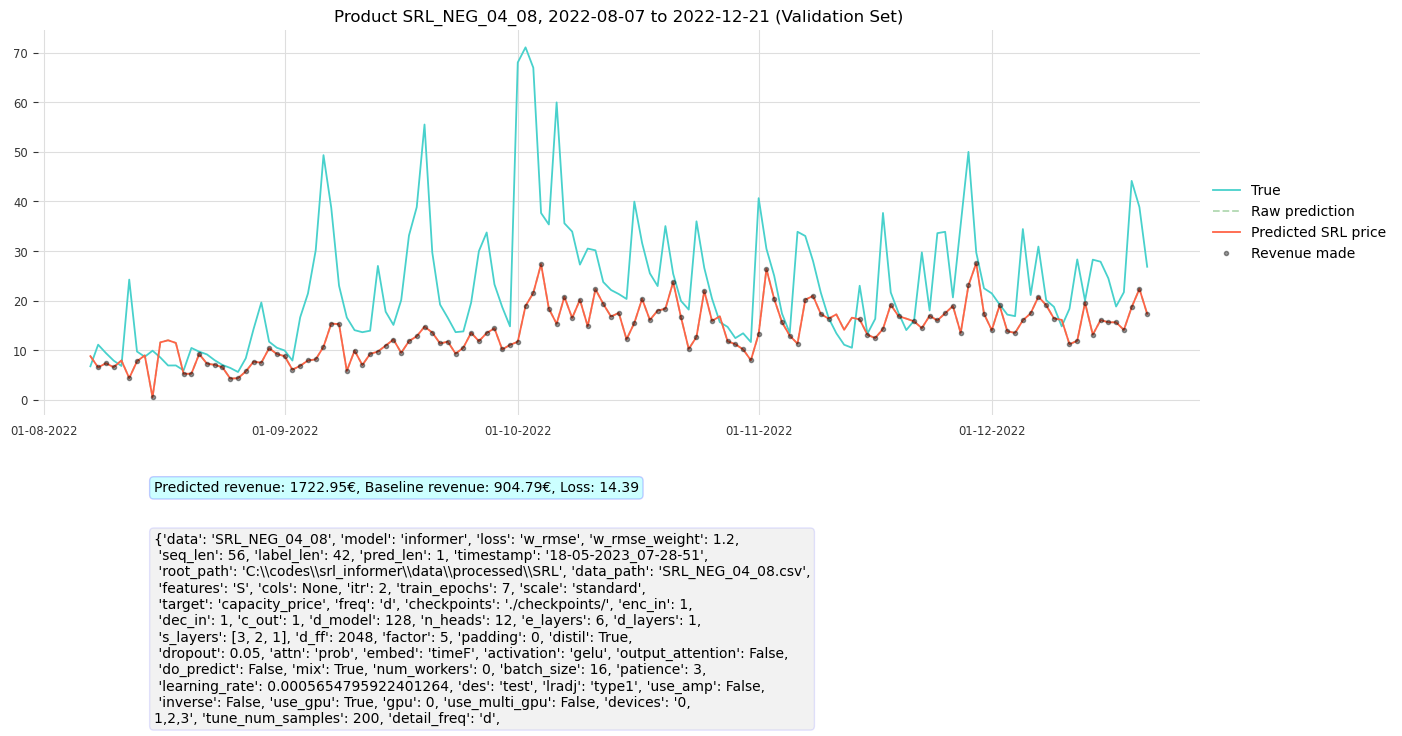 Product SRL_NEG_04_08, 2022-08-07 to 2022-12-21 (Validation Set)
70
60
50
40
30
20
10
0
01-08-2022
01-09-2022
01-10-2022
01-11-2022
01-12-2022
True
Raw prediction
Predicted SRL price
Revenue made
Predicted revenue: 1722.95€, Baseline revenue: 904.79€, Loss: 14.39
{'data': 'SRL_NEG_04_08', 'model': 'informer', 'loss': 'w_rmse', 'w_rmse_weight': 1.2,
'seq_len': 56, 'label_len': 42, 'pred_len': 1, 'timestamp': '18-05-2023_07-28-51',
'root_path': 'C:\\codes\\srl_informer\\data\\processed\\SRL', 'data_path': 'SRL_NEG_04_08.csv',
'features': 'S', 'cols': None, 'itr': 2, 'train_epochs': 7, 'scale': 'standard',
'target': 'capacity_price', 'freq': 'd', 'checkpoints': './checkpoints/', 'enc_in': 1,
'dec_in': 1, 'c_out': 1, 'd_model': 128, 'n_heads': 12, 'e_layers': 6, 'd_layers': 1,
's_layers': [3, 2, 1], 'd_ff': 2048, 'factor': 5, 'padding': 0, 'distil': True,
'dropout': 0.05, 'attn': 'prob', 'embed': 'timeF', 'activation': 'gelu', 'output_attention': False,
'do_predict': False, 'mix': True, 'num_workers': 0, 'batch_size': 16, 'patience': 3,
'learning_rate': 0.0005654795922401264, 'des': 'test', 'lradj': 'type1', 'use_amp': False,
'inverse': False, 'use_gpu': True, 'gpu': 0, 'use_multi_gpu': False, 'devices': '0,
1,2,3', 'tune_num_samples': 200, 'detail_freq': 'd',